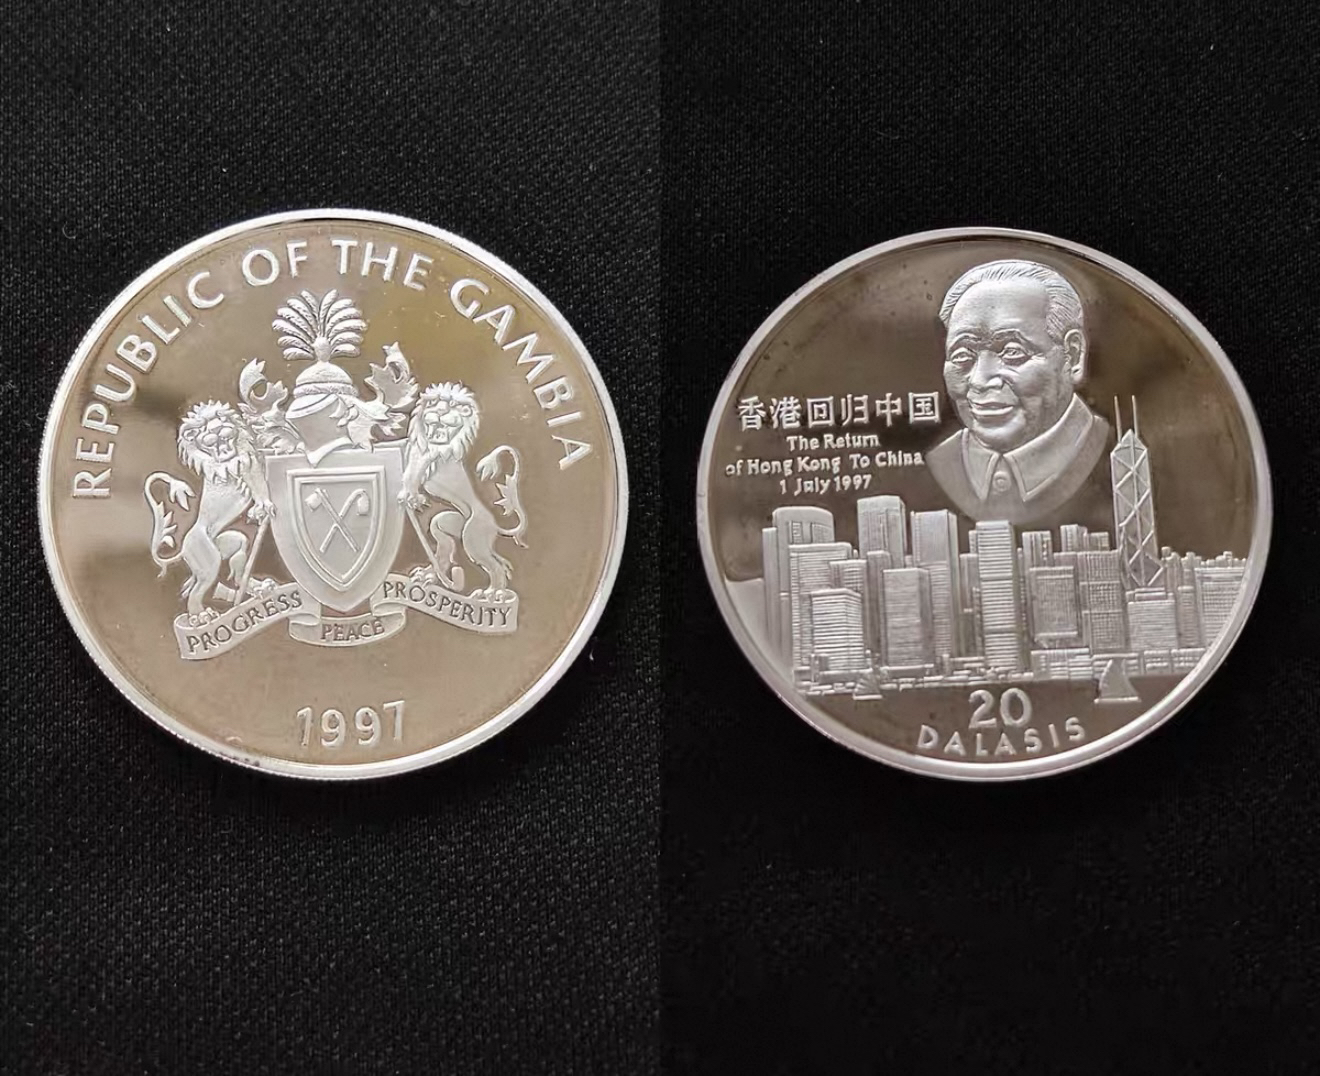 REPUBLIC OF THE GAMBIA
PROGRESS PEACE PROSPERITY
1997
香港回归中国
The Return
of Hong Kong To China
1 July 1997
20
DALASIS